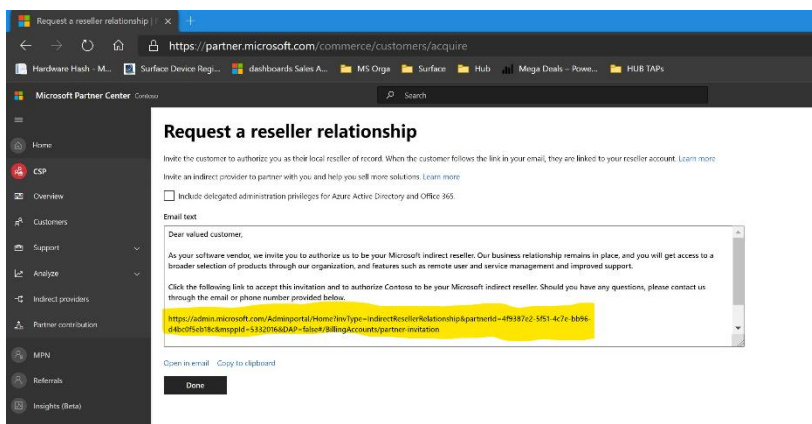 Request a reseller relationship |
https://partner.microsoft.com/commerce/customers/acquire
Hardware Hash - M... Surface Device Regi... dashboards Sales A... MS Orga Surface Hub Mega Deals – Powe... HUB TAPs
Microsoft Partner Center Contoso Search
Request a reseller relationship
Invite the customer to authorize you as their local reseller of record. When the customer follows the link in your email, they are linked to your reseller account. Learn more
Invite an indirect provider to partner with you and help you sell more solutions. Learn more
Include delegated administration privileges for Azure Active Directory and Office 365.
Email text
Dear valued customer,
As your software vendor, we invite you to authorize us to be your Microsoft indirect reseller. Our business relationship remains in place, and you will get access to a
broader selection of products through our organization, and features such as remote user and service management and improved support.
Click the following link to accept this invitation and to authorize Contoso to be your Microsoft indirect reseller. Should you have any questions, please contact us
through the email or phone number provided below.
https://admin.microsoft.com/Adminportal/Home?invType=IndirectResellerRelationship&partnerId=4f9387e2-5f51-4c7e-bb96-
d4bc0f5eb18c&msppId=5332016&DAP=false#/BillingAccounts/partner-invitation
Open in email Copy to clipboard
Done
Home
CSP
Overview
Customers
Support
Analyze
Indirect providers
Partner contribution
MPN
Referrals
Insights (Beta)